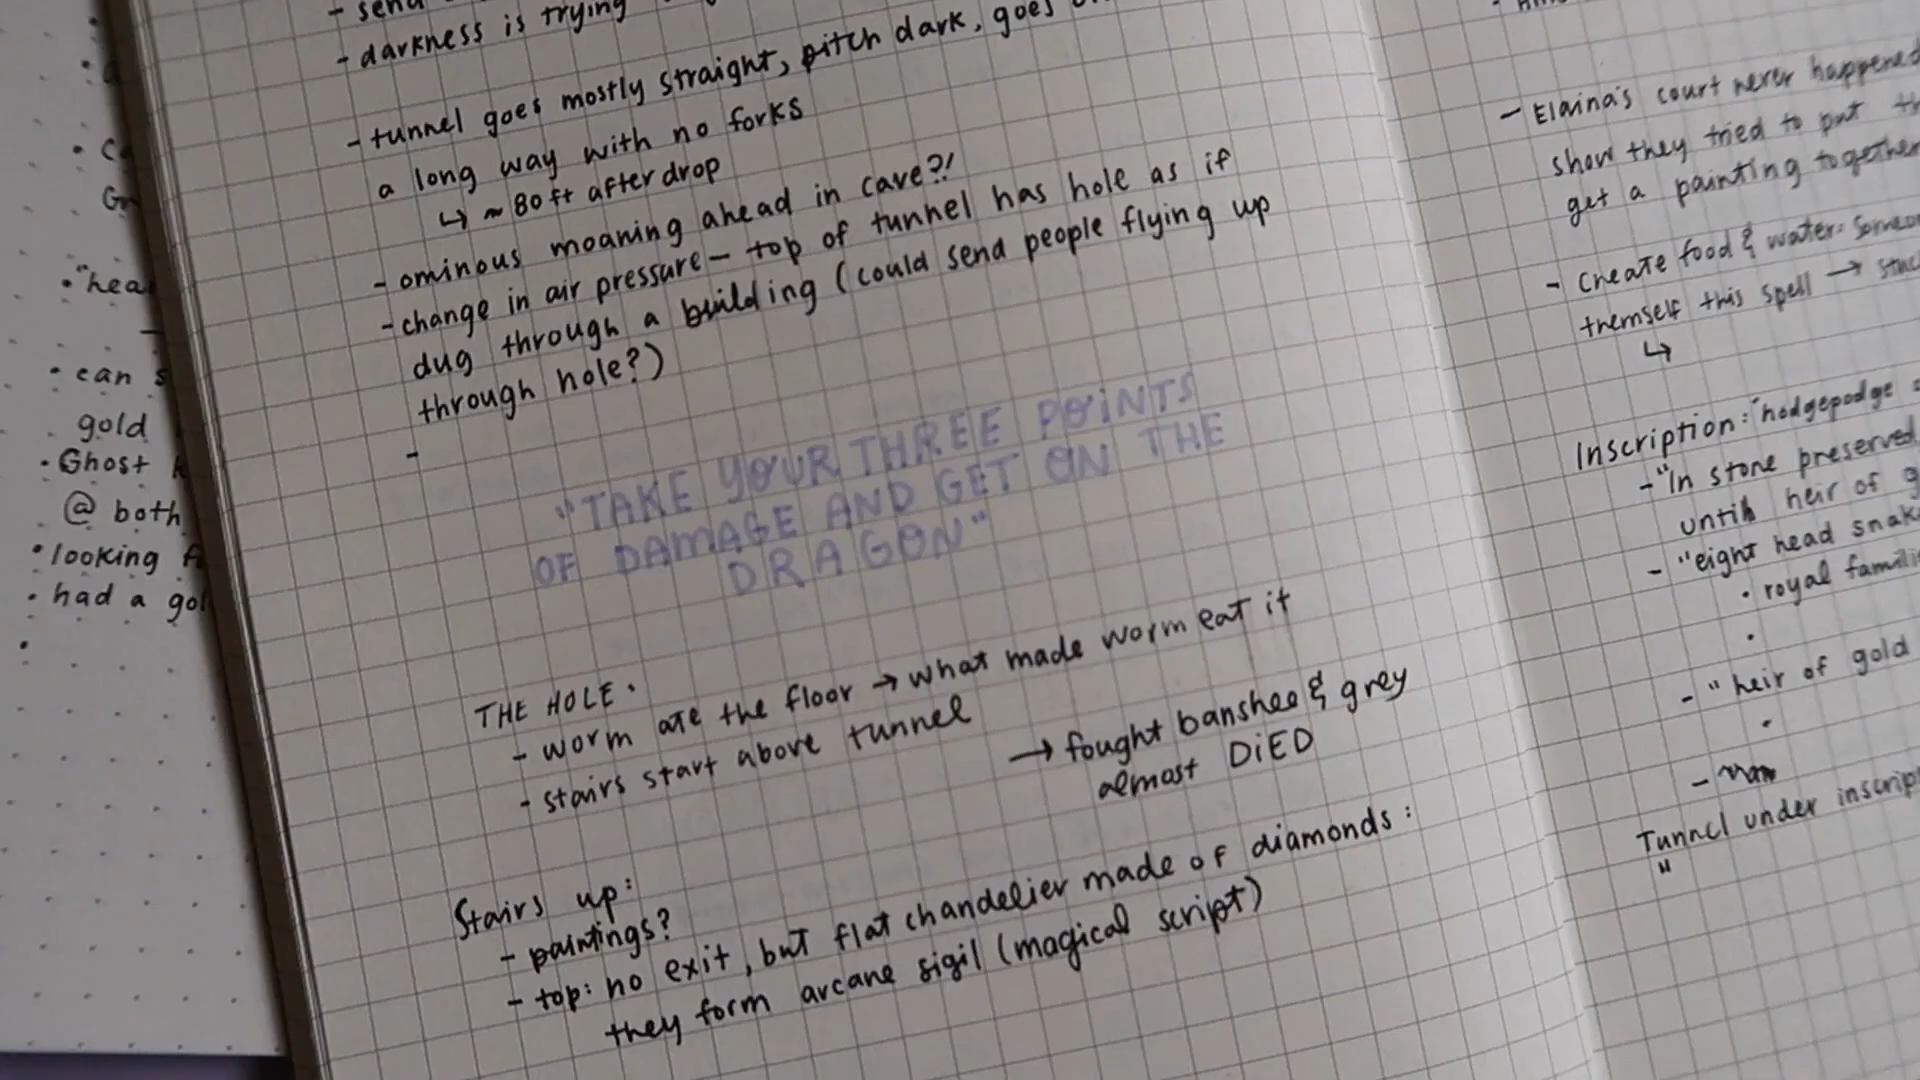 - send
- darkness is trying
- tunnel goes mostly straight, pitch dark, goes
a long way with no forks
↳ ~ 80 ft after drop
- ominous moaning ahead in cave?!
- change in air pressure – top of tunnel has hole as if
dug through a building (could send people flying up
through hole?)
-
"TAKE YOUR THREE POINTS
OF DAMAGE AND GET ON THE
DRAGON"
THE HOLE:
- worm ate the floor → what made worm eat it
- stairs start above tunnel
→ fought banshee & grey
almost DiED
Stairs up:
- paintings?
- top: no exit, but flat chandelier made of diamonds:
they form arcane sigil (magical script)
"hea
• can s
gold
• Ghost
@ both
• looking
• had a gol
•
- Elaina's court never happened
show they tried to put
get a painting together
- Create food & water:
themself this spell →
↳
Inscription: "hodgepodge
- "In stone preserved
until heir of
- "eight head snak
• royal famili
•
- "heir of gold
•
-
Tunnel under inscrip
"